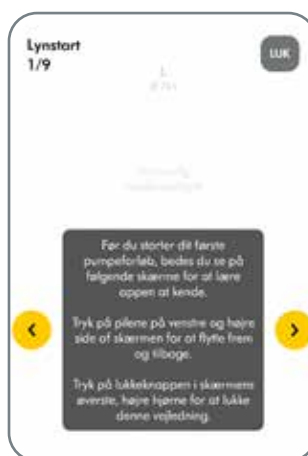 Lynstart
1/9
LUK
Før du starter dit første
pumpeforløb, bedes du se på
følgende skærme for at lære
appen at kende.
Tryk på pilene på venstre og højre
side af skærmen for at flytte frem
og tilbage.
Tryk på lukkeknappen i skærmens
øverste, højre hjørne for at lukke
denne vejledning.